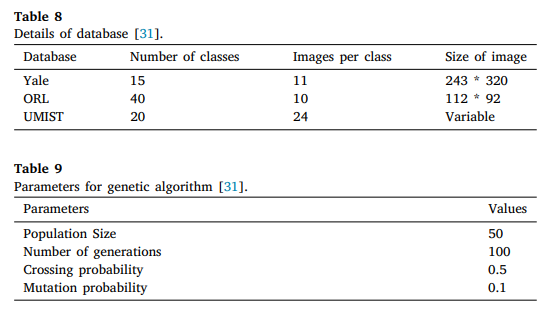 Table 8
Details of database [31].
Database Number of classes Images per class Size of image
Yale 15 11 243 * 320
ORL 40 10 112 * 92
UMIST 20 24 Variable
Table 9
Parameters for genetic algorithm [31].
Parameters Values
Population Size 50
Number of generations 100
Crossing probability 0.5
Mutation probability 0.1